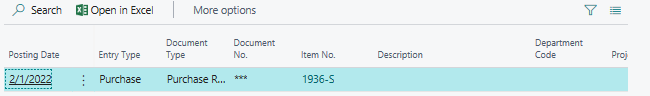 Search Open in Excel More options
Posting Date Entry Type Document Type Document No. Item No. Description Department Code Proj
2/1/2022 Purchase Purchase R... *** 1936-S